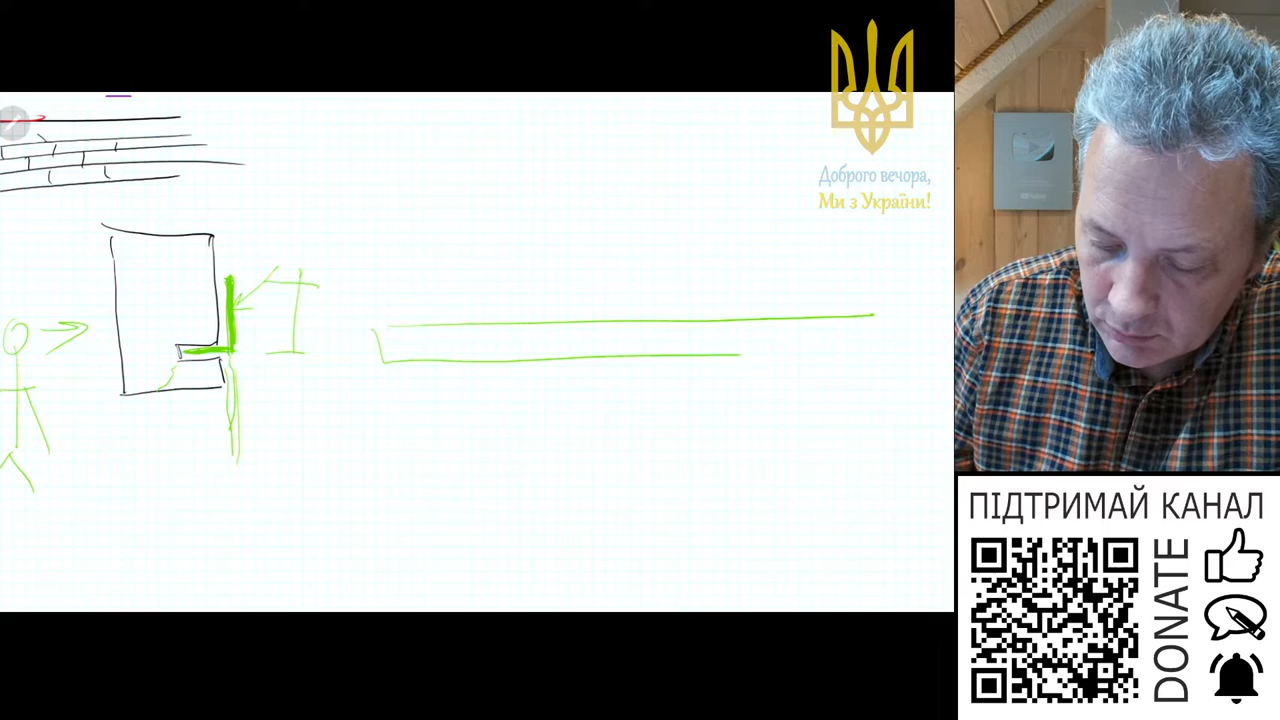 Доброго вечора,
Ми з України!
ПІДТРИМАЙ КАНАЛ
DONATE